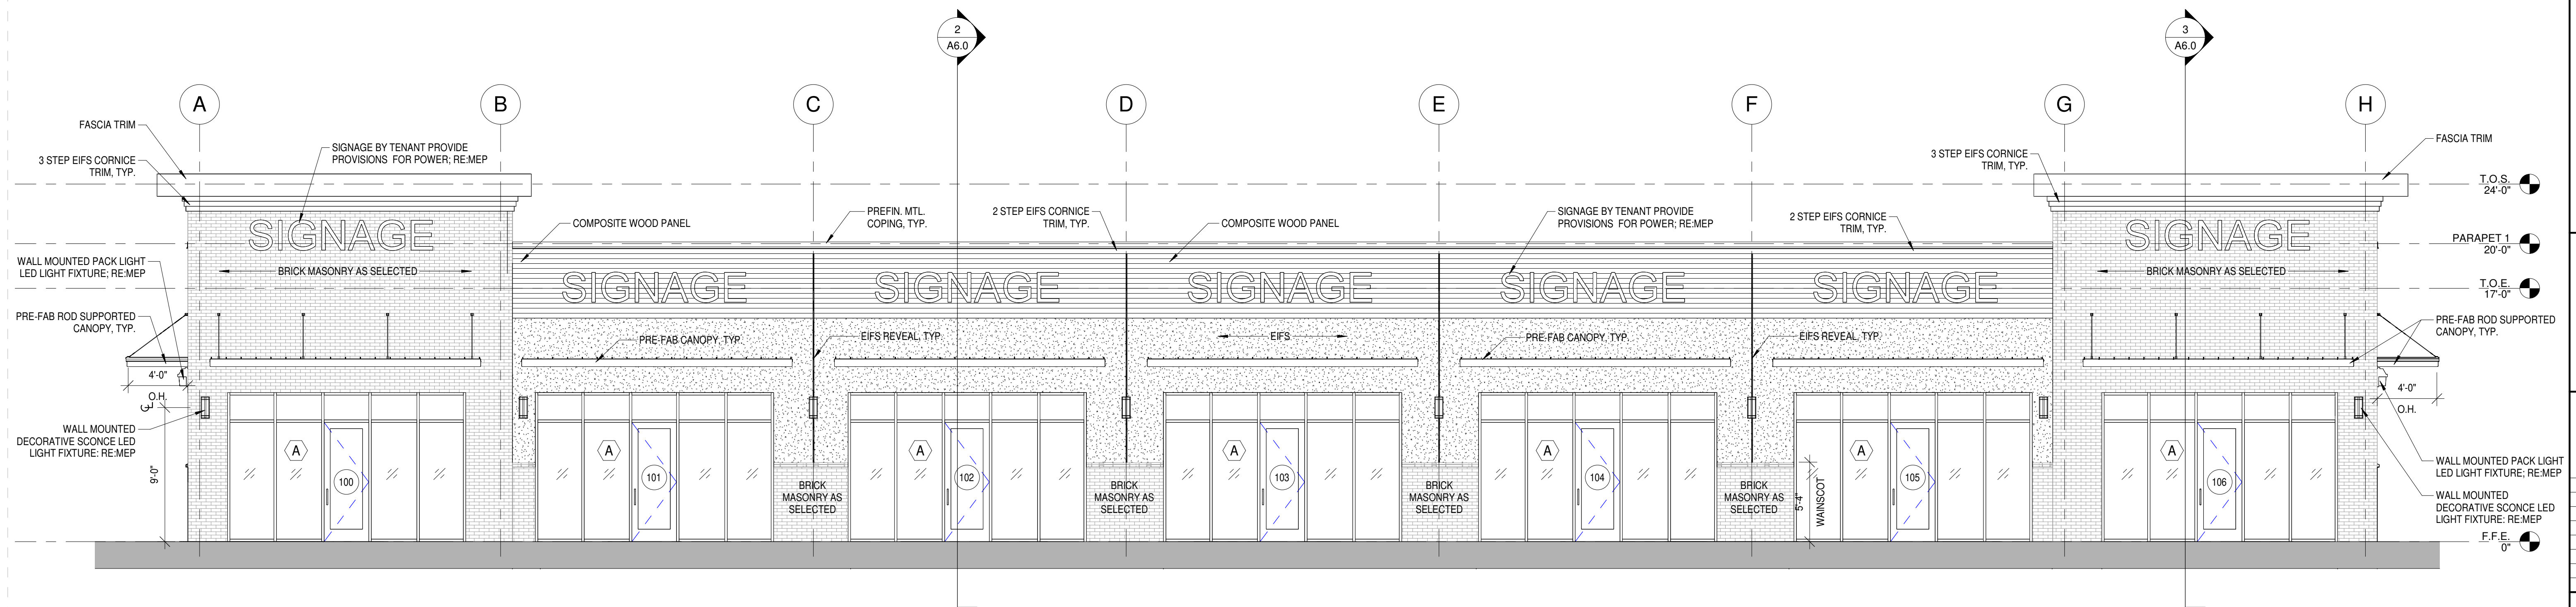 2
A6.0
3
A6.0
A
B
C
D
E
F
G
H
FASCIA TRIM
3 STEP EIFS CORNICE
TRIM, TYP.
SIGNAGE BY TENANT PROVIDE
PROVISIONS FOR POWER; RE:MEP
3 STEP EIFS CORNICE
TRIM, TYP.
FASCIA TRIM
T.O.S.
24'-0"
COMPOSITE WOOD PANEL
PREFIN. MTL.
COPING, TYP.
2 STEP EIFS CORNICE
TRIM, TYP.
COMPOSITE WOOD PANEL
SIGNAGE BY TENANT PROVIDE
PROVISIONS FOR POWER; RE:MEP
2 STEP EIFS CORNICE
TRIM, TYP.
SIGNAGE
SIGNAGE
PARAPET 1
20'-0"
WALL MOUNTED PACK LIGHT
LED LIGHT FIXTURE; RE:MEP
BRICK MASONRY AS SELECTED
BRICK MASONRY AS SELECTED
SIGNAGE
SIGNAGE
SIGNAGE
SIGNAGE
SIGNAGE
T.O.E.
17'-0"
PRE-FAB ROD SUPPORTED
CANOPY, TYP.
PRE-FAB CANOPY, TYP.
EIFS REVEAL, TYP
EIFS
PRE-FAB CANOPY, TYP.
EIFS REVEAL, TYP
PRE-FAB ROD SUPPORTED
CANOPY, TYP.
4'-0"
O.H.
4'-0"
O.H.
WALL MOUNTED
DECORATIVE SCONCE LED
LIGHT FIXTURE: RE:MEP
9'-0"
A
100
A
101
A
102
A
103
A
104
A
105
A
106
BRICK
MASONRY AS
SELECTED
BRICK
MASONRY AS
SELECTED
BRICK
MASONRY AS
SELECTED
BRICK
MASONRY AS
SELECTED
5'-4"
WAINSCOT
WALL MOUNTED PACK LIGHT
LED LIGHT FIXTURE; RE:MEP
WALL MOUNTED
DECORATIVE SCONCE LED
LIGHT FIXTURE: RE:MEP
F.F.E.
0"